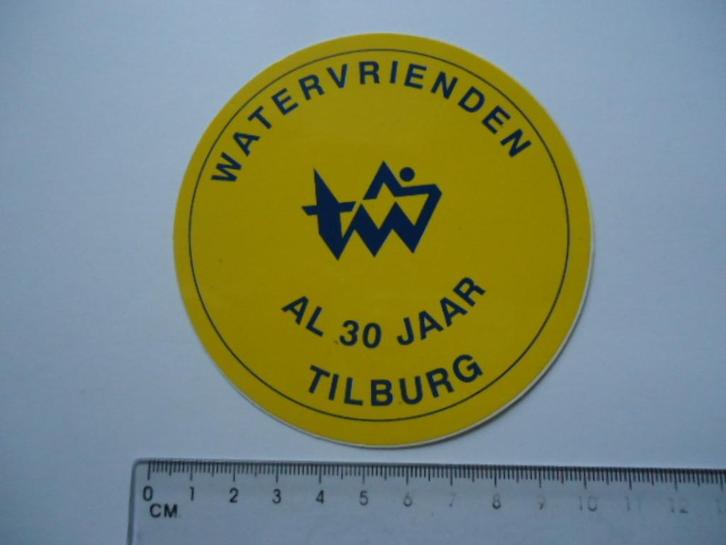 WATERVRIENDEN
tw
AL 30 JAAR
TILBURG
0 1 2 3 4 5 6 7 8 9 10 11 12
CM